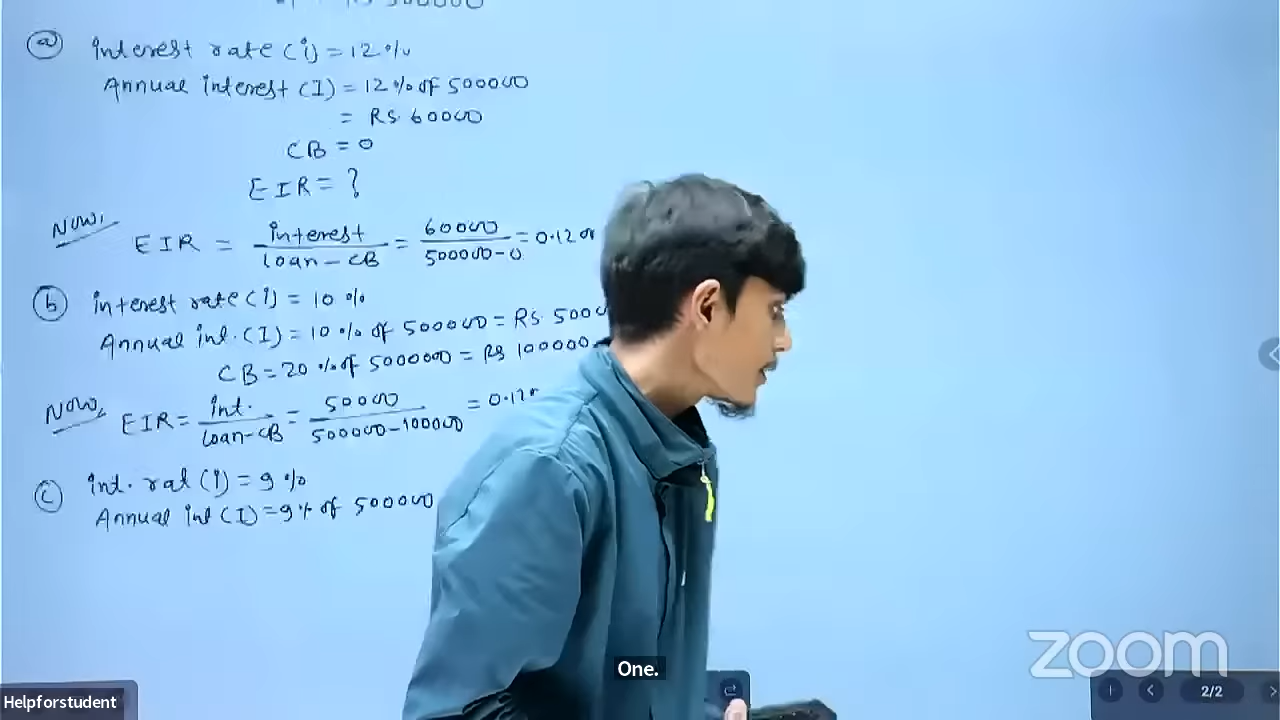 ⓐ Interest rate (i) = 12%
Annual interest (I) = 12% of 500000
= Rs. 60000
CB = 0
EIR = ?
Now,
EIR = interest / loan - CB = 60000 / 500000 - 0 = 0.12 or
ⓑ interest rate (i) = 10 %
Annual int. (I) = 10% of 500000 = Rs. 5000
CB = 20% of 5000000 = Rs 100000
Now,
EIR = int. / loan - CB = 50000 / 500000 - 100000 = 0.12
ⓒ int. rat (i) = 9%
Annual int (I) = 9% of 500000
One.
zoom
Helpforstudent
2/2